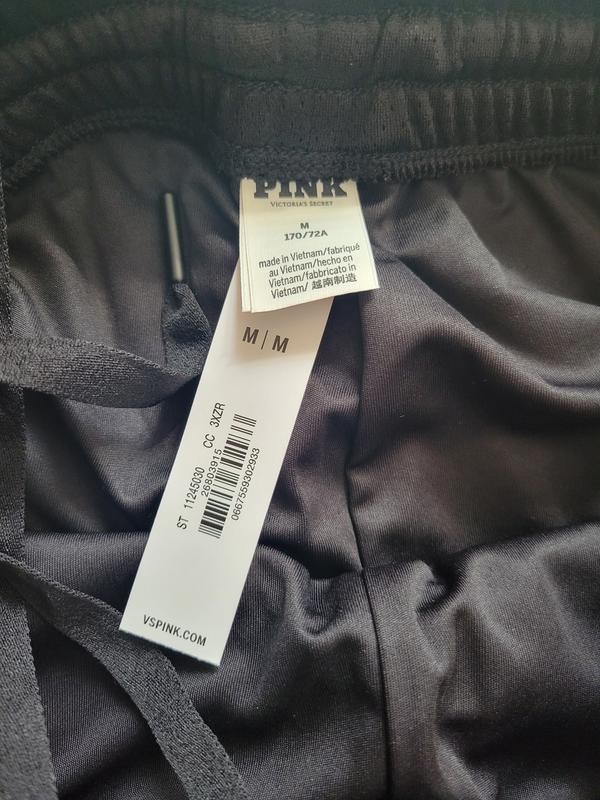 PINK
VICTORIA'S SECRET
M
170/72A
made in Vietnam/fabriqué
au Vietnam/hecho en
Vietnam/fabbricato in
Vietnam/ 越南制造
M | M
ST 11245030 CC 3XZR
26803915
0667559302933
VSPINK.COM